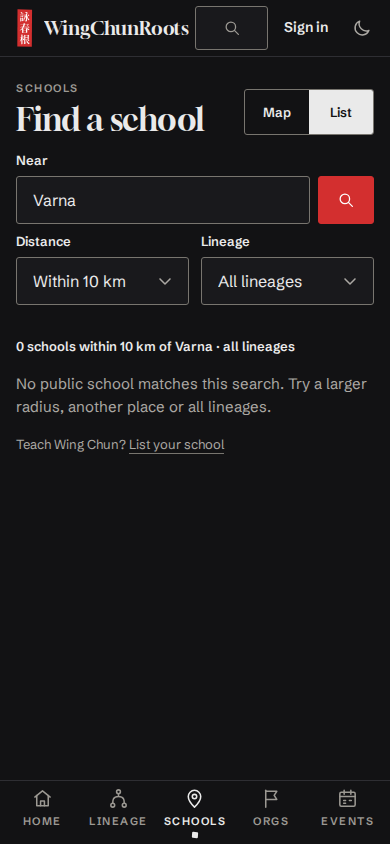 詠春根
WingChunRoots
Sign in
SCHOOLS
Find a school
Map
List
Near
Varna
Distance
Lineage
Within 10 km
All lineages
0 schools within 10 km of Varna · all lineages
No public school matches this search. Try a larger
radius, another place or all lineages.
Teach Wing Chun? List your school
HOME
LINEAGE
SCHOOLS
ORGS
EVENTS